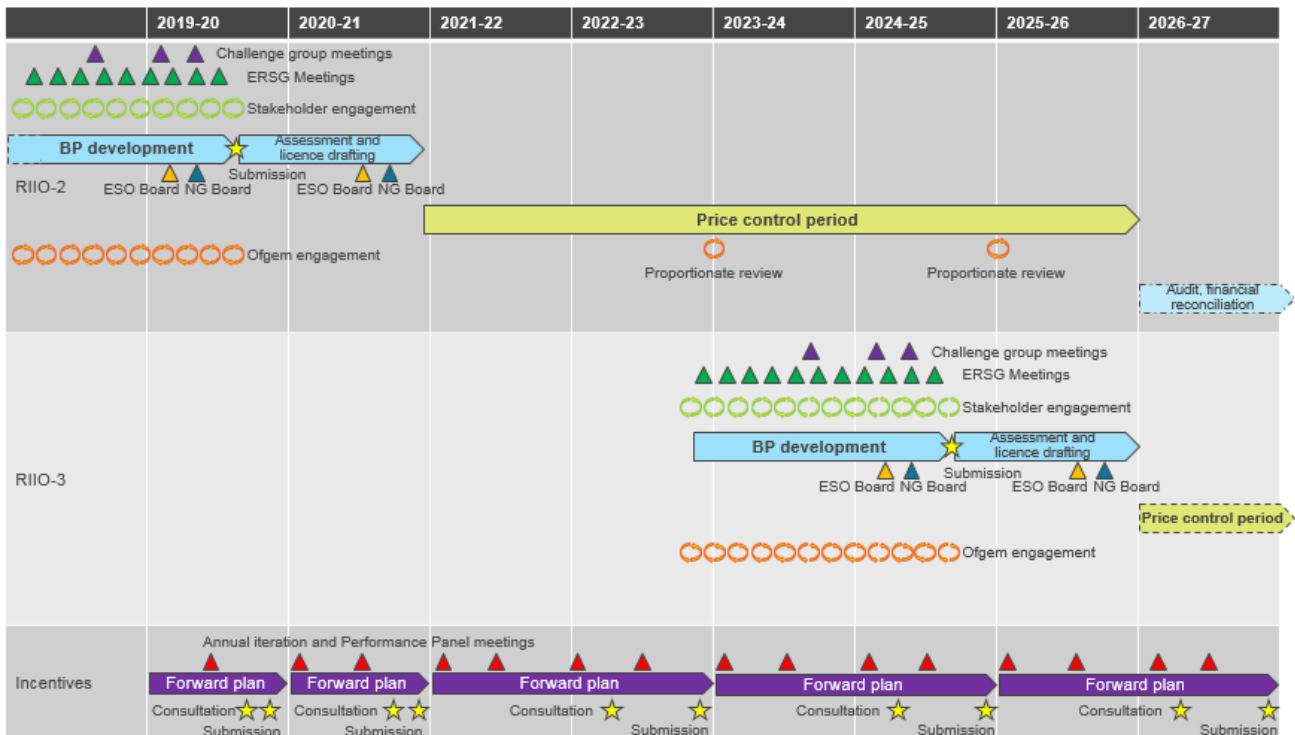 2019-20 2020-21 2021-22 2022-23 2023-24 2024-25 2025-26 2026-27
Challenge group meetings
ERSG Meetings
Stakeholder engagement
BP development
Assessment and
licence drafting
Submission
RIIO-2
ESO Board NG Board
ESO Board NG Board
Price control period
Ofgem engagement
Proportionate review
Proportionate review
Audit, financial
reconciliation
Challenge group meetings
ERSG Meetings
Stakeholder engagement
BP development
Assessment and
licence drafting
Submission
RIIO-3
ESO Board NG Board
ESO Board NG Board
Price control period
Ofgem engagement
Annual iteration and Performance Panel meetings
Incentives
Forward plan
Forward plan
Forward plan
Forward plan
Forward plan
Consultation
Consultation
Consultation
Consultation
Consultation
Submission
Submission
Submission
Submission
Submission